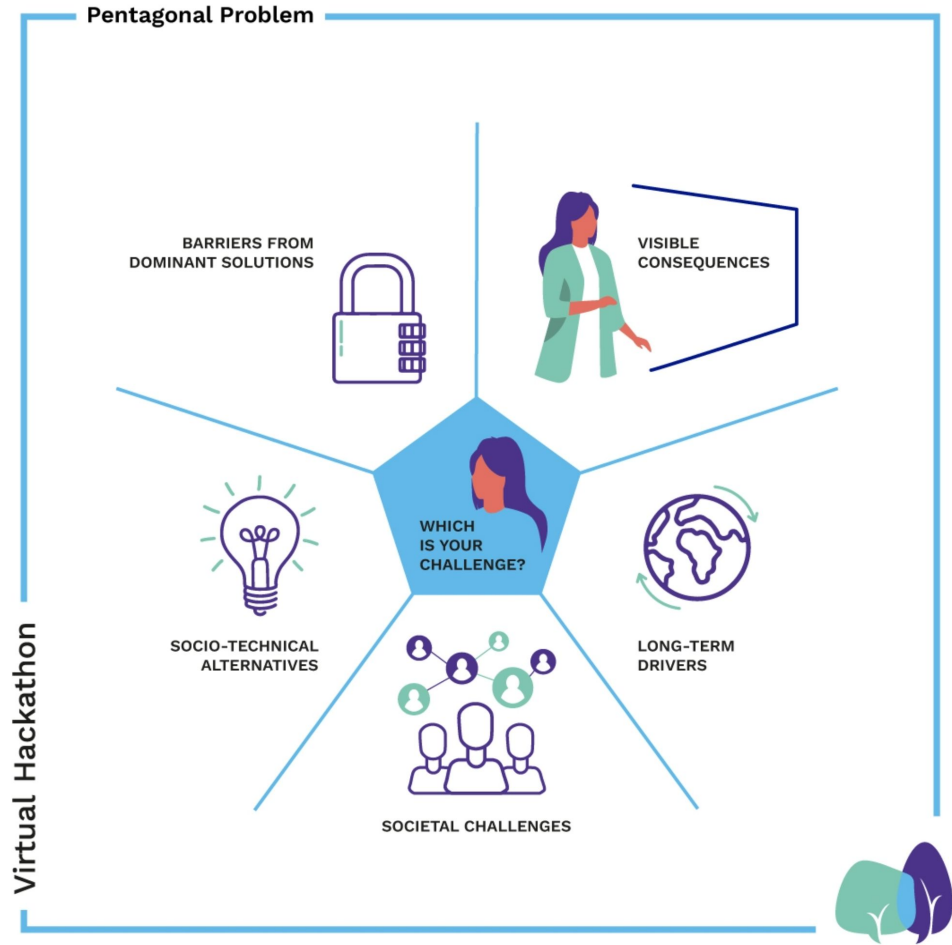 Pentagonal Problem
BARRIERS FROM
DOMINANT SOLUTIONS
VISIBLE
CONSEQUENCES
WHICH
IS YOUR
CHALLENGE?
SOCIO-TECHNICAL
ALTERNATIVES
LONG-TERM
DRIVERS
SOCIETAL CHALLENGES
Virtual Hackathon